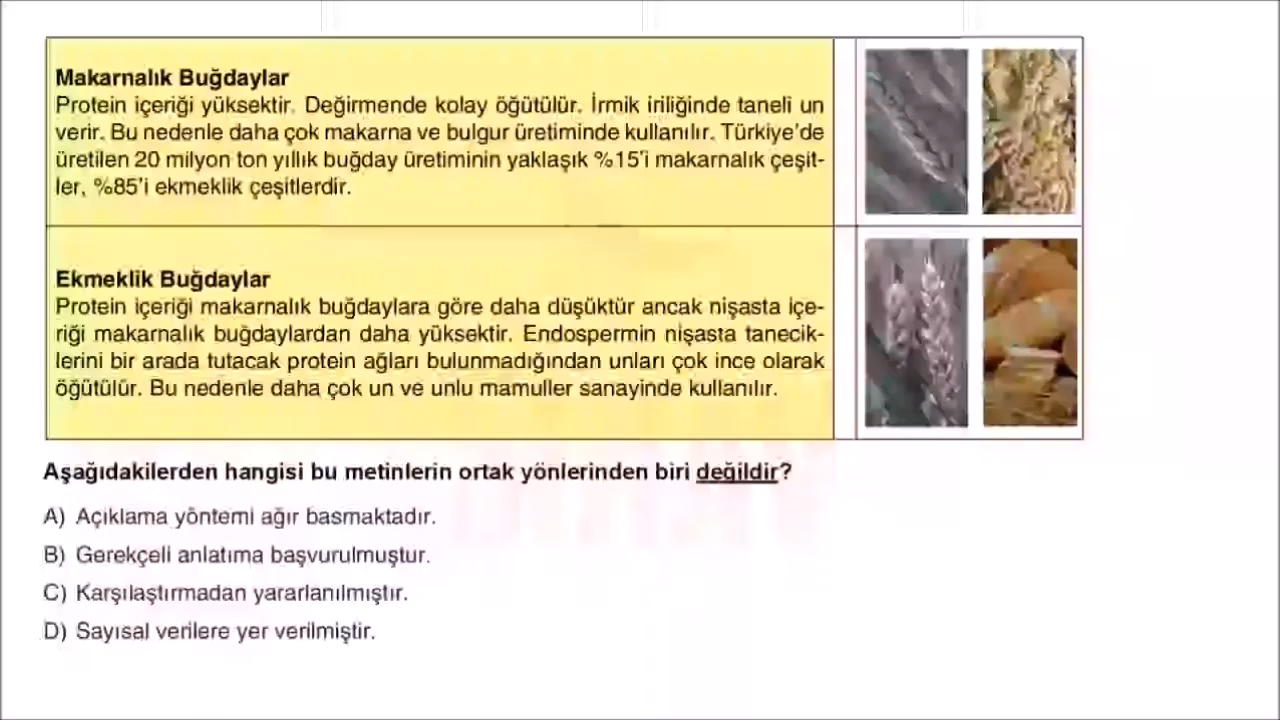 Makarnalık Buğdaylar
Protein içeriği yüksektir. Değirmende kolay öğütülür. İrmik iriliğinde taneli un
verir. Bu nedenle daha çok makarna ve bulgur üretiminde kullanılır. Türkiye'de
üretilen 20 milyon ton yıllık buğday üretiminin yaklaşık %15'i makarnalık çeşit-
ler, %85'i ekmeklik çeşitlerdir.
Ekmeklik Buğdaylar
Protein içeriği makarnalık buğdaylara göre daha düşüktür ancak nişasta içe-
riği makarnalık buğdaylardan daha yüksektir. Endospermin nişasta tanecik-
lerini bir arada tutacak protein ağları bulunmadığından unları çok ince olarak
öğütülür. Bu nedenle daha çok un ve unlu mamuller sanayinde kullanılır.
Aşağıdakilerden hangisi bu metinlerin ortak yönlerinden biri değildir?
A) Açıklama yöntemi ağır basmaktadır.
B) Gerekçeli anlatıma başvurulmuştur.
C) Karşılaştırmadan yararlanılmıştır.
D) Sayısal verilere yer verilmiştir.